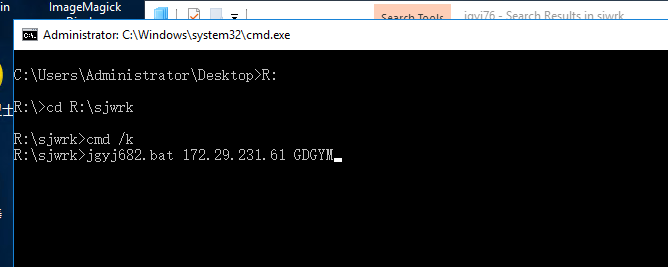 in
ImageMagick
Search Tools
jgyj76 - Search Results in sjwrk
Administrator: C:\Windows\system32\cmd.exe
C:\Users\Administrator\Desktop>R:
R:\>cd R:\sjwrk
R:\sjwrk>cmd /k
R:\sjwrk>jgyj682.bat 172.29.231.61 GDGYM